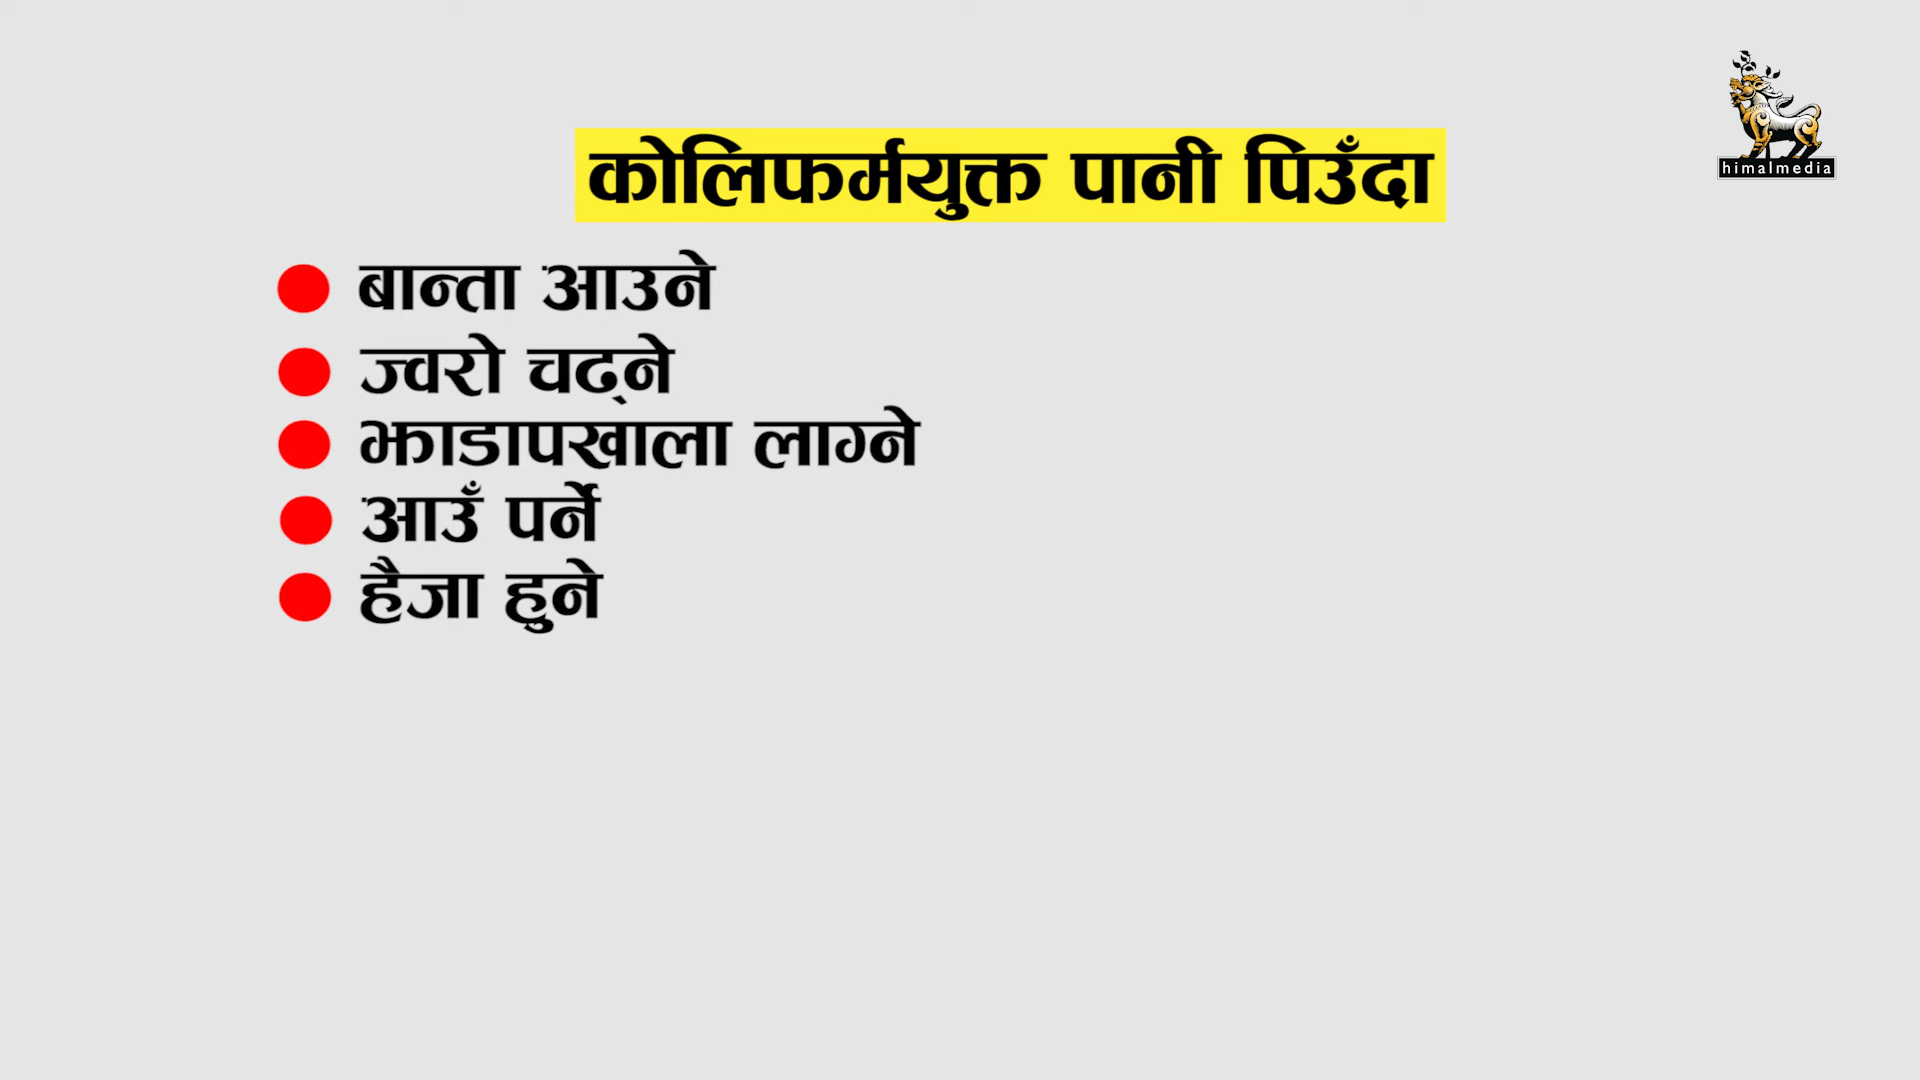 कोलिफर्मयुक्त पानी पिउँदा
himalmedia
बान्ता आउने
ज्वरो चढ्ने
झाडापखाला लाग्ने
आउँ पर्ने
हैजा हुने